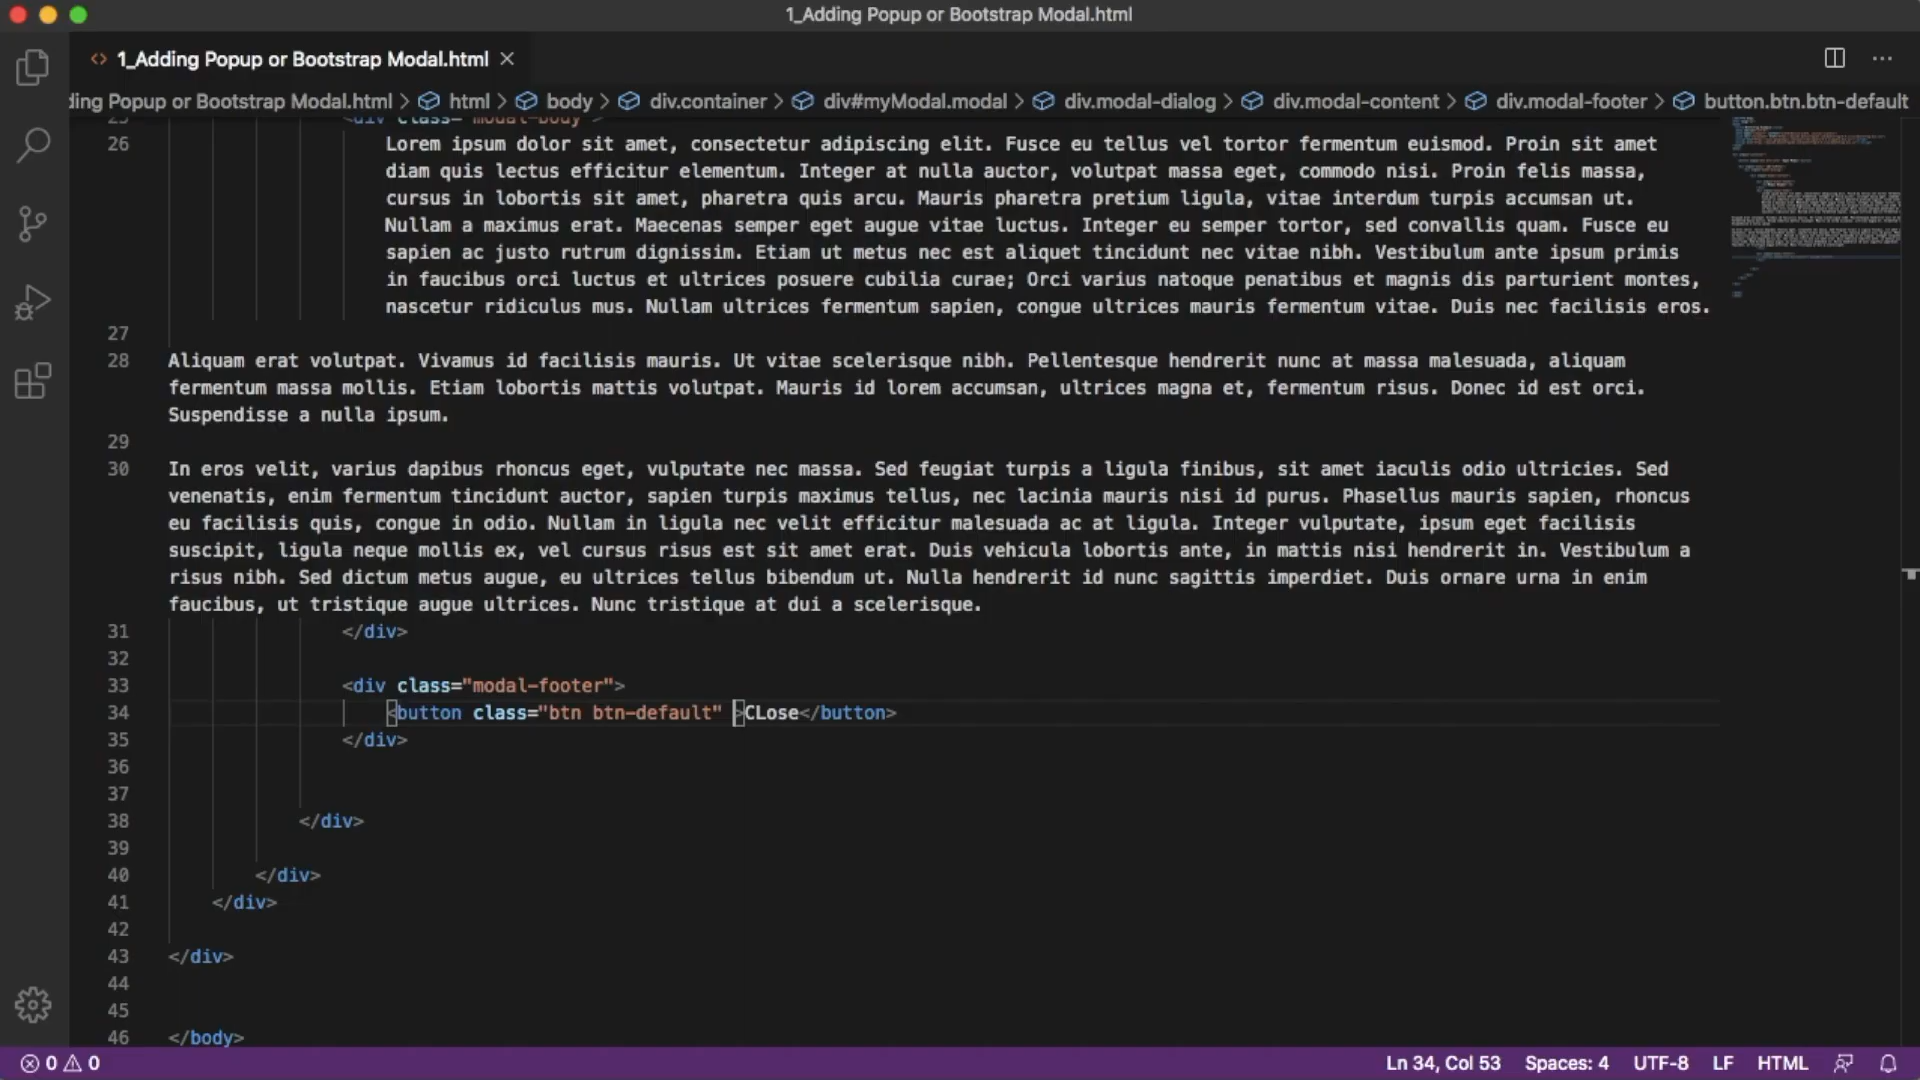 1_Adding Popup or Bootstrap Modal.html
<> 1_Adding Popup or Bootstrap Modal.html ×
ding Popup or Bootstrap Modal.html > html > body > div.container > div#myModal.modal > div.modal-dialog > div.modal-content > div.modal-footer > button.btn.btn-default
25 <div class="modal-body">
26 Lorem ipsum dolor sit amet, consectetur adipiscing elit. Fusce eu tellus vel tortor fermentum euismod. Proin sit amet
diam quis lectus efficitur elementum. Integer at nulla auctor, volutpat massa eget, commodo nisi. Proin felis massa,
cursus in lobortis sit amet, pharetra quis arcu. Mauris pharetra pretium ligula, vitae interdum turpis accumsan ut.
Nullam a maximus erat. Maecenas semper eget augue vitae luctus. Integer eu semper tortor, sed convallis quam. Fusce eu
sapien ac justo rutrum dignissim. Etiam ut metus nec est aliquet tincidunt nec vitae nibh. Vestibulum ante ipsum primis
in faucibus orci luctus et ultrices posuere cubilia curae; Orci varius natoque penatibus et magnis dis parturient montes,
nascetur ridiculus mus. Nullam ultrices fermentum sapien, congue ultrices mauris fermentum vitae. Duis nec facilisis eros.
27
28 Aliquam erat volutpat. Vivamus id facilisis mauris. Ut vitae scelerisque nibh. Pellentesque hendrerit nunc at massa malesuada, aliquam
fermentum massa mollis. Etiam lobortis mattis volutpat. Mauris id lorem accumsan, ultrices magna et, fermentum risus. Donec id est orci.
Suspendisse a nulla ipsum.
29
30 In eros velit, varius dapibus rhoncus eget, vulputate nec massa. Sed feugiat turpis a ligula finibus, sit amet iaculis odio ultricies. Sed
venenatis, enim fermentum tincidunt auctor, sapien turpis maximus tellus, nec lacinia mauris nisi id purus. Phasellus mauris sapien, rhoncus
eu facilisis quis, congue in odio. Nullam in ligula nec velit efficitur malesuada ac at ligula. Integer vulputate, ipsum eget facilisis
suscipit, ligula neque mollis ex, vel cursus risus est sit amet erat. Duis vehicula lobortis ante, in mattis nisi hendrerit in. Vestibulum a
risus nibh. Sed dictum metus augue, eu ultrices tellus bibendum ut. Nulla hendrerit id nunc sagittis imperdiet. Duis ornare urna in enim
faucibus, ut tristique augue ultrices. Nunc tristique at dui a scelerisque.
31 </div>
32
33 <div class="modal-footer">
34 <button class="btn btn-default" >CLose</button>
35 </div>
36
37
38 </div>
39
40 </div>
41 </div>
42
43 </div>
44
45
46 </body>
0 0 Ln 34, Col 53 Spaces: 4 UTF-8 LF HTML